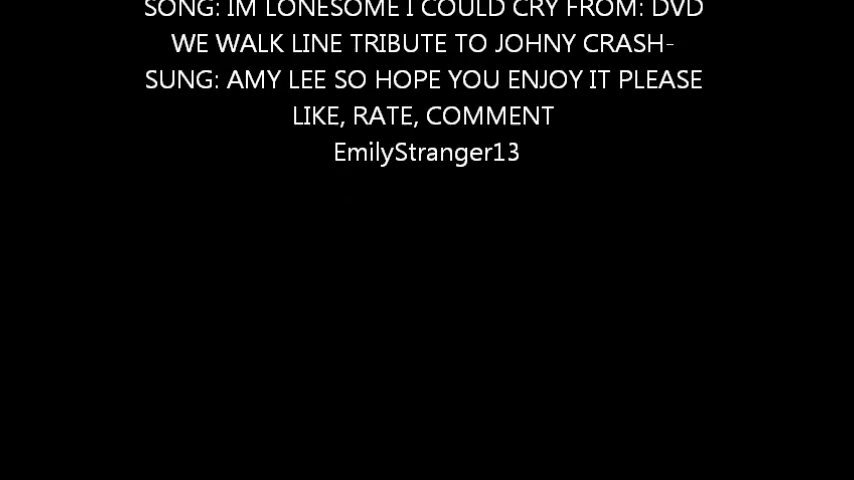 SONG: IM LONESOME I COULD CRY FROM: DVD
WE WALK LINE TRIBUTE TO JOHNY CRASH-
SUNG: AMY LEE SO HOPE YOU ENJOY IT PLEASE
LIKE, RATE, COMMENT
EmilyStranger13